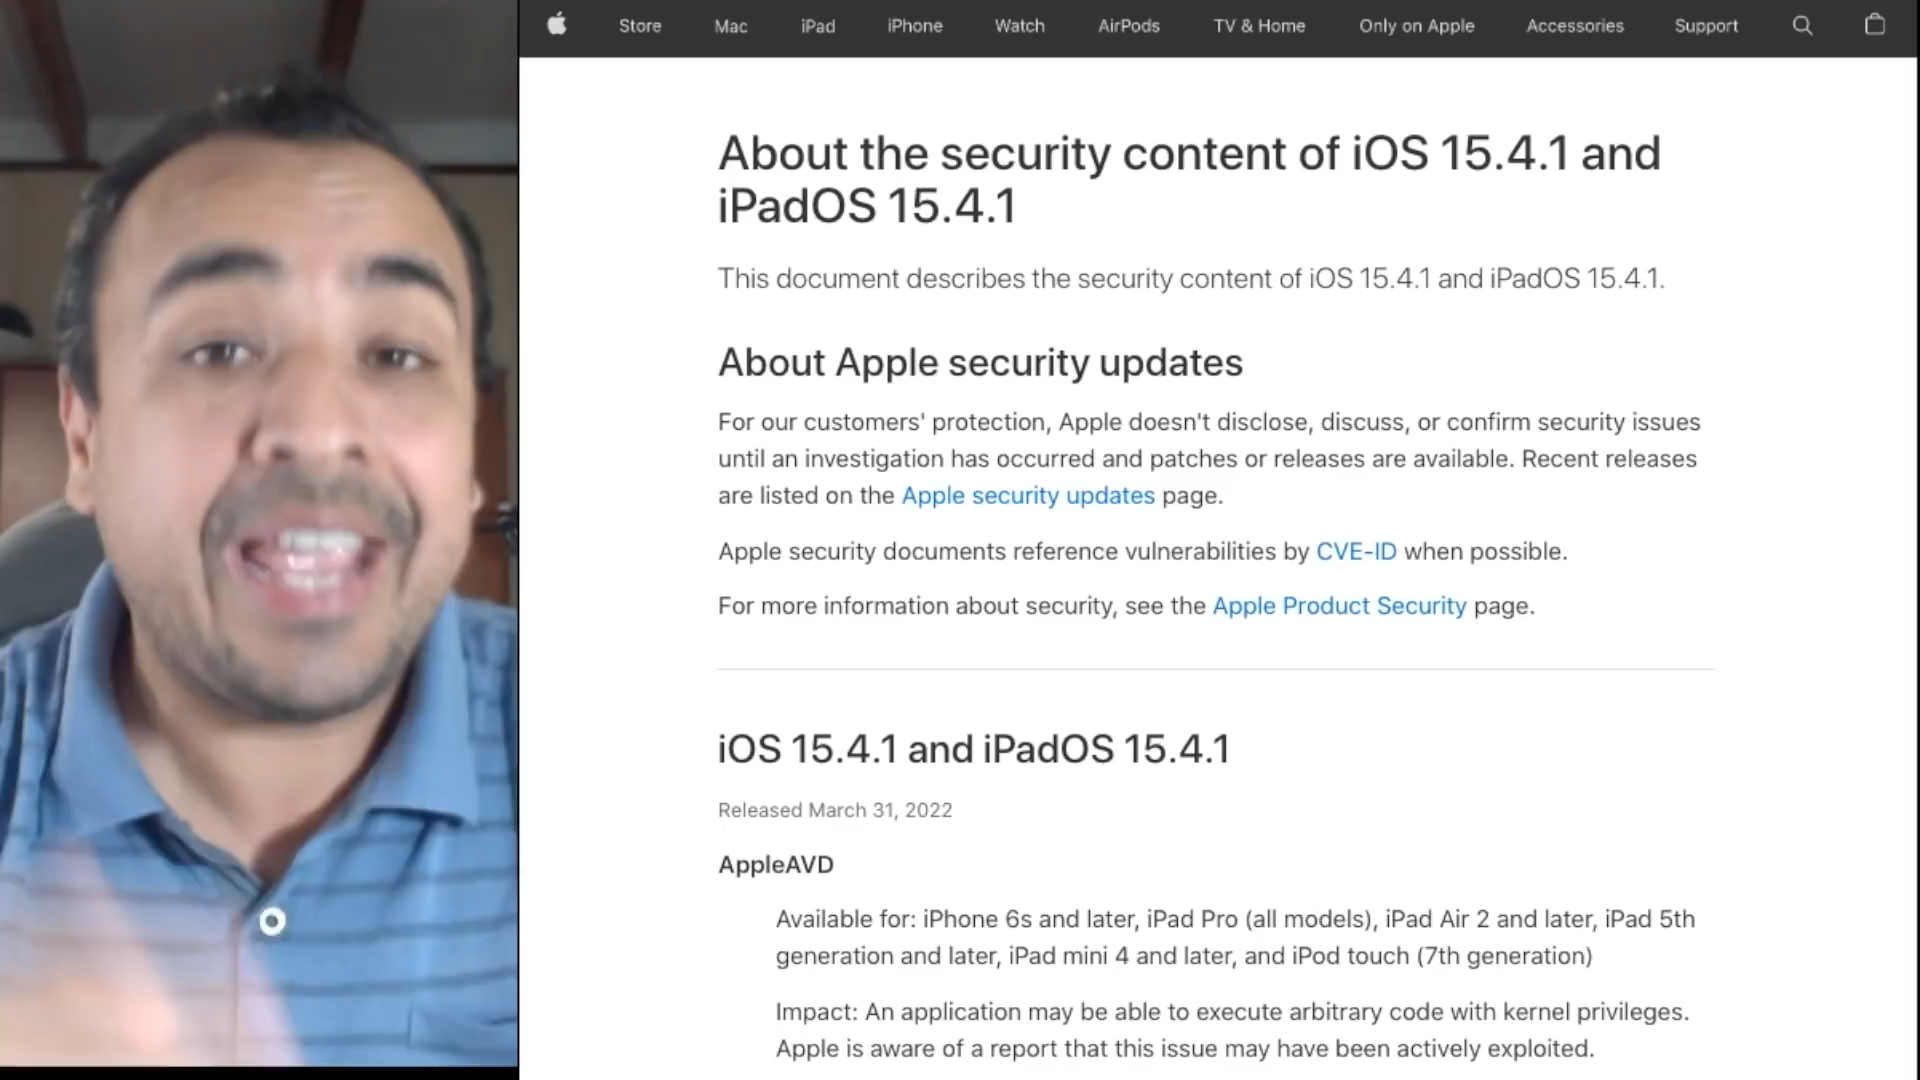 Store Mac iPad iPhone Watch AirPods TV & Home Only on Apple Accessories Support
About the security content of iOS 15.4.1 and
iPadOS 15.4.1
This document describes the security content of iOS 15.4.1 and iPadOS 15.4.1.
About Apple security updates
For our customers' protection, Apple doesn't disclose, discuss, or confirm security issues
until an investigation has occurred and patches or releases are available. Recent releases
are listed on the Apple security updates page.
Apple security documents reference vulnerabilities by CVE-ID when possible.
For more information about security, see the Apple Product Security page.
iOS 15.4.1 and iPadOS 15.4.1
Released March 31, 2022
AppleAVD
Available for: iPhone 6s and later, iPad Pro (all models), iPad Air 2 and later, iPad 5th
generation and later, iPad mini 4 and later, and iPod touch (7th generation)
Impact: An application may be able to execute arbitrary code with kernel privileges.
Apple is aware of a report that this issue may have been actively exploited.